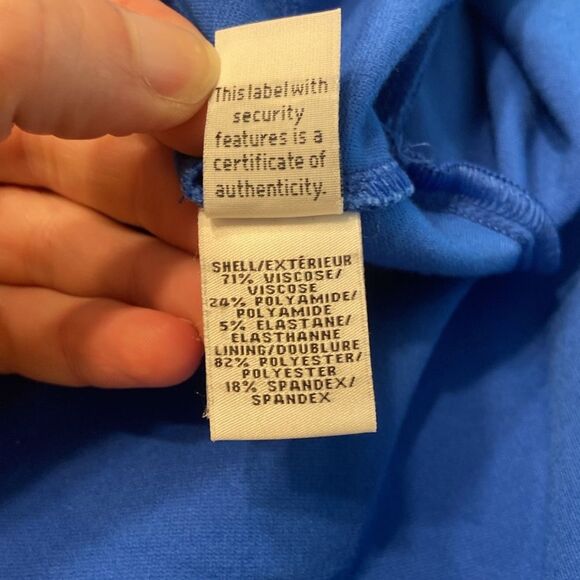 This label with
security
features is a
certificate of
authenticity.
SHELL/EXTÉRIEUR
71% VISCOSE/
VISCOSE
24% POLYAMIDE/
POLYAMIDE
5% ELASTANE/
ELASTHANNE
LINING/DOUBLURE
82% POLYESTER/
POLYESTER
18% SPANDEX/
SPANDEX